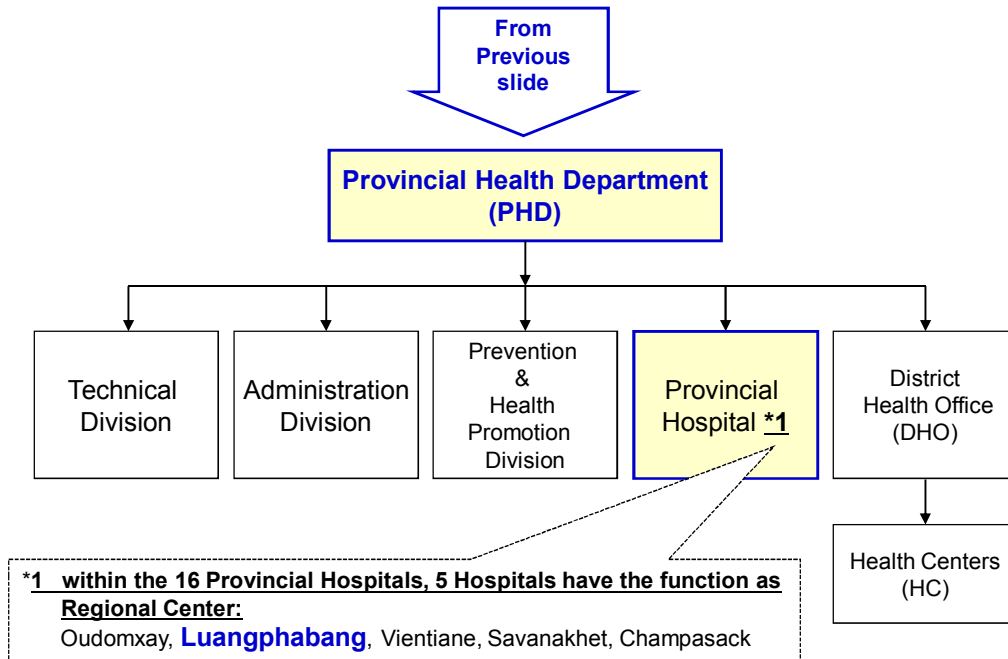 From
Previous
slide
Provincial Health Department
(PHD)
Technical
Division
Administration
Division
Prevention
&
Health
Promotion
Division
Provincial
Hospital *1
District
Health Office
(DHO)
Health Centers
(HC)
*1 within the 16 Provincial Hospitals, 5 Hospitals have the function as
Regional Center:
Oudomxay, Luangphabang, Vientiane, Savanakhet, Champasack